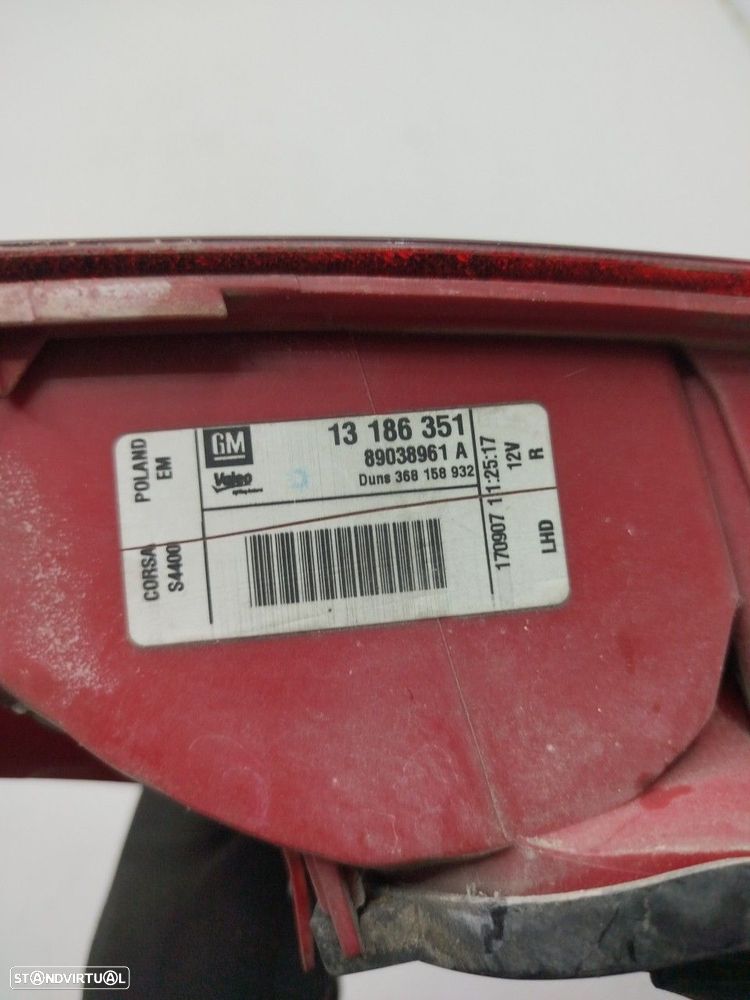 GM
Valeo
13 186 351
89038961 A
Duns 368 158 932
CORSA POLAND
S4400 EM
170907 11:25:17
12V
LHD R
STANDVIRTUAL